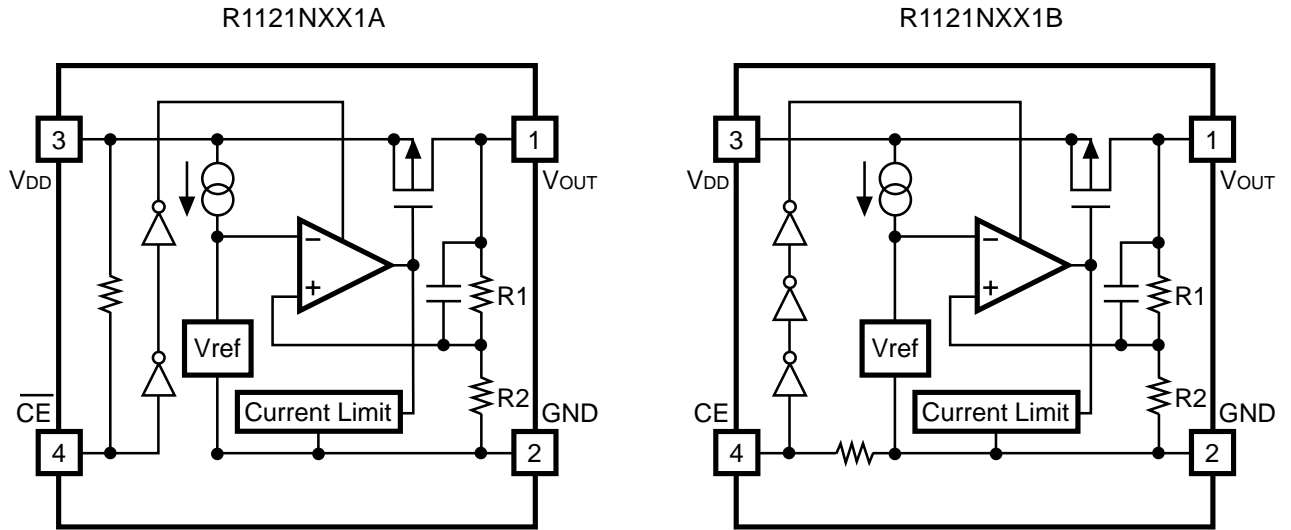 R1121NXX1A
3
VDD
1
VOUT
−
+
R1
Vref
R2
Current Limit
CE
4
GND
2
R1121NXX1B
3
VDD
1
VOUT
−
+
R1
Vref
R2
Current Limit
CE
4
GND
2